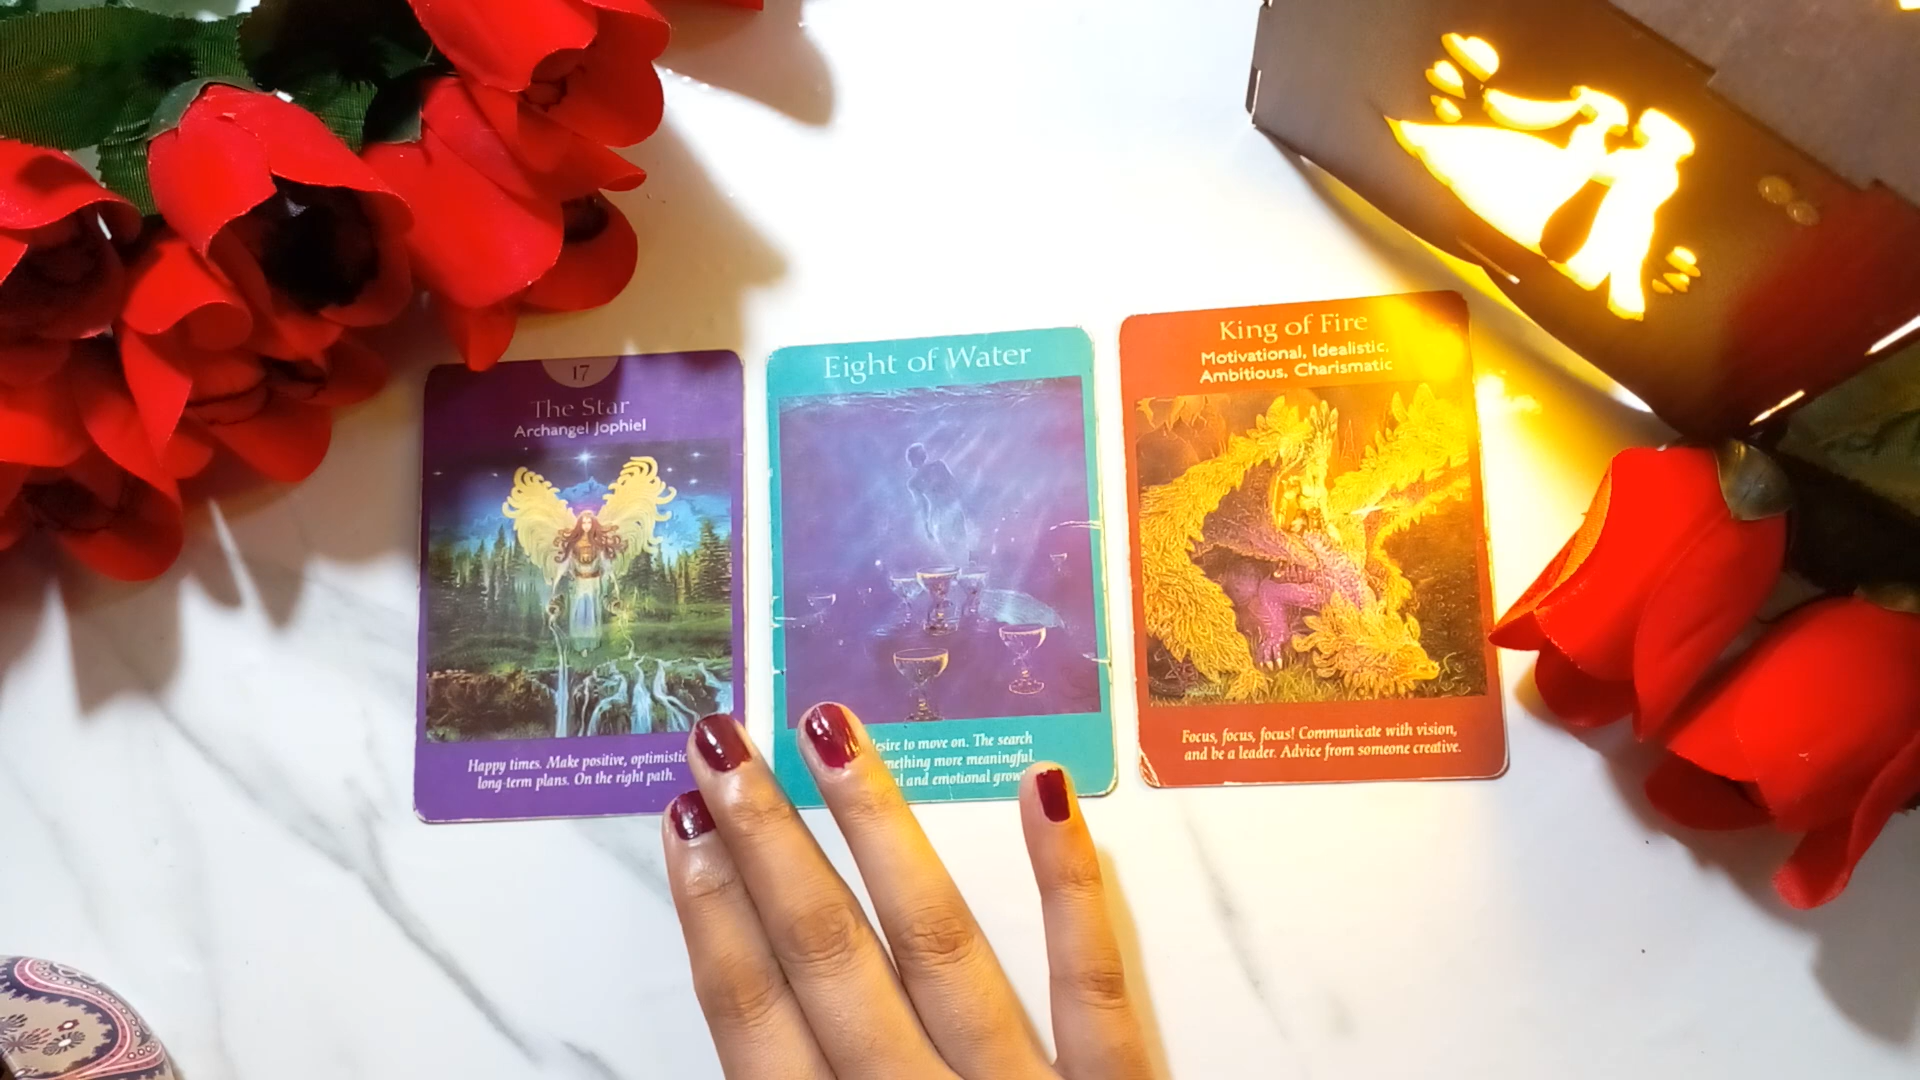 17
The Star
Archangel Jophiel
Happy times. Make positive, optimistic
long-term plans. On the right path.
Eight of Water
to move on. The search
more meaningful.
and emotional
King of Fire
Motivational, Idealistic,
Ambitious, Charismatic
Focus, focus, focus! Communicate with vision,
and be a leader. Advice from someone creative.